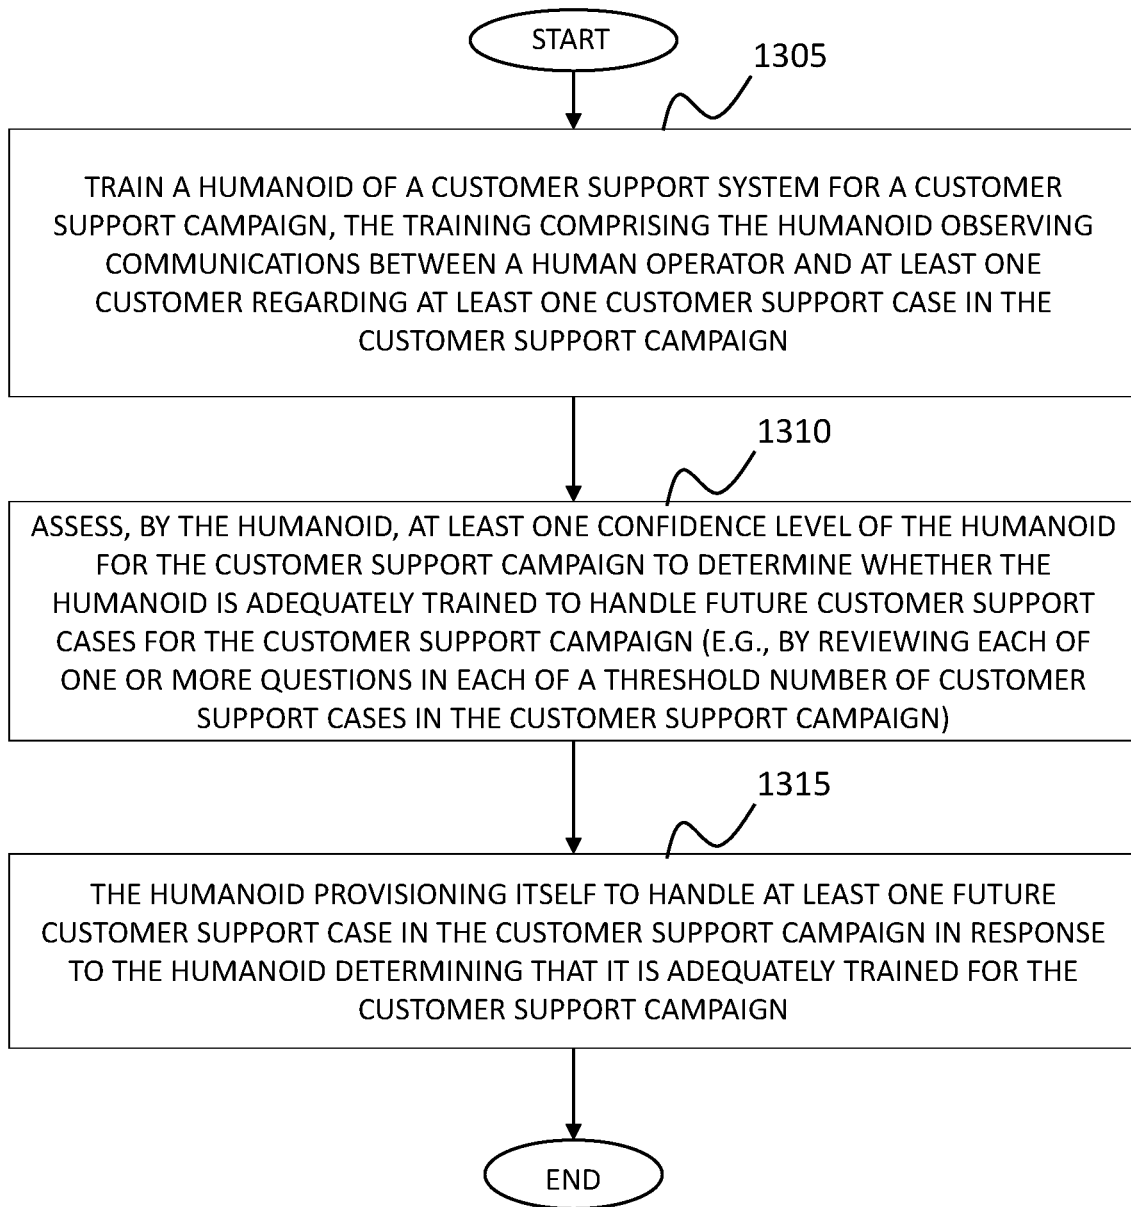 START
1305
TRAIN A HUMANOID OF A CUSTOMER SUPPORT SYSTEM FOR A CUSTOMER
SUPPORT CAMPAIGN, THE TRAINING COMPRISING THE HUMANOID OBSERVING
COMMUNICATIONS BETWEEN A HUMAN OPERATOR AND AT LEAST ONE
CUSTOMER REGARDING AT LEAST ONE CUSTOMER SUPPORT CASE IN THE
CUSTOMER SUPPORT CAMPAIGN
1310
ASSESS, BY THE HUMANOID, AT LEAST ONE CONFIDENCE LEVEL OF THE HUMANOID
FOR THE CUSTOMER SUPPORT CAMPAIGN TO DETERMINE WHETHER THE
HUMANOID IS ADEQUATELY TRAINED TO HANDLE FUTURE CUSTOMER SUPPORT
CASES FOR THE CUSTOMER SUPPORT CAMPAIGN (E.G., BY REVIEWING EACH OF
ONE OR MORE QUESTIONS IN EACH OF A THRESHOLD NUMBER OF CUSTOMER
SUPPORT CASES IN THE CUSTOMER SUPPORT CAMPAIGN)
1315
THE HUMANOID PROVISIONING ITSELF TO HANDLE AT LEAST ONE FUTURE
CUSTOMER SUPPORT CASE IN THE CUSTOMER SUPPORT CAMPAIGN IN RESPONSE
TO THE HUMANOID DETERMINING THAT IT IS ADEQUATELY TRAINED FOR THE
CUSTOMER SUPPORT CAMPAIGN
END